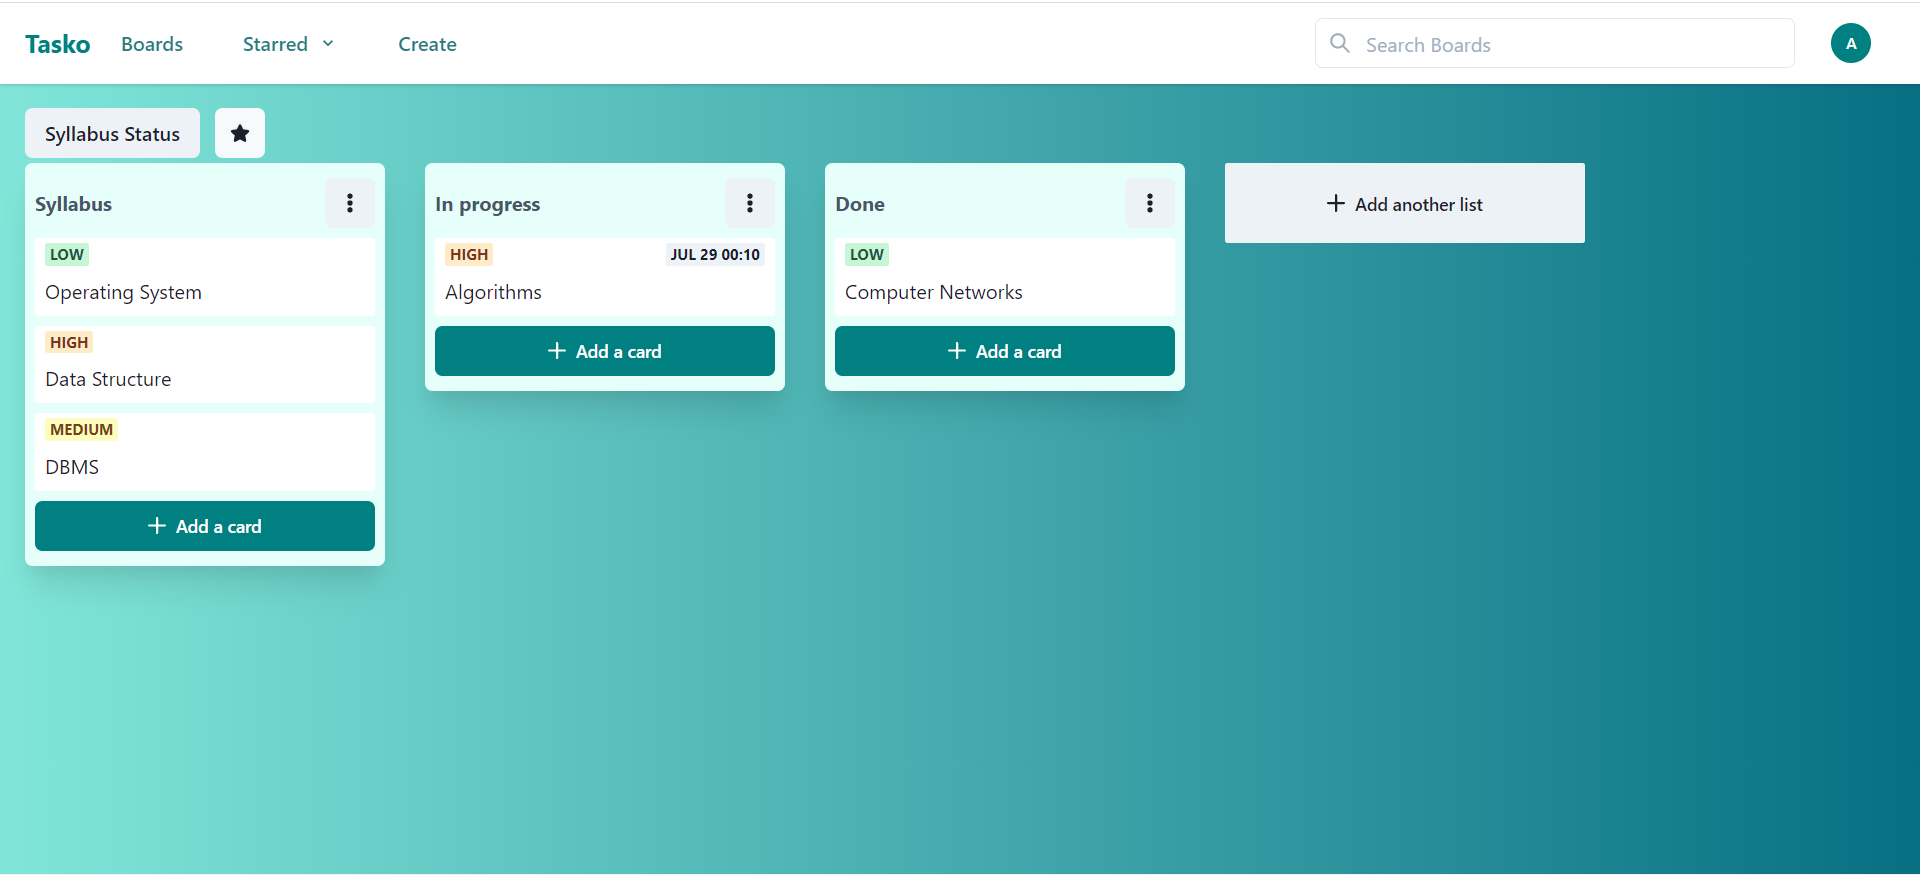 Tasko
Boards
Starred
Create
Search Boards
A
Syllabus Status
Syllabus
LOW
Operating System
HIGH
Data Structure
MEDIUM
DBMS
Add a card
In progress
HIGH
JUL 29 00:10
Algorithms
Add a card
Done
LOW
Computer Networks
Add a card
Add another list